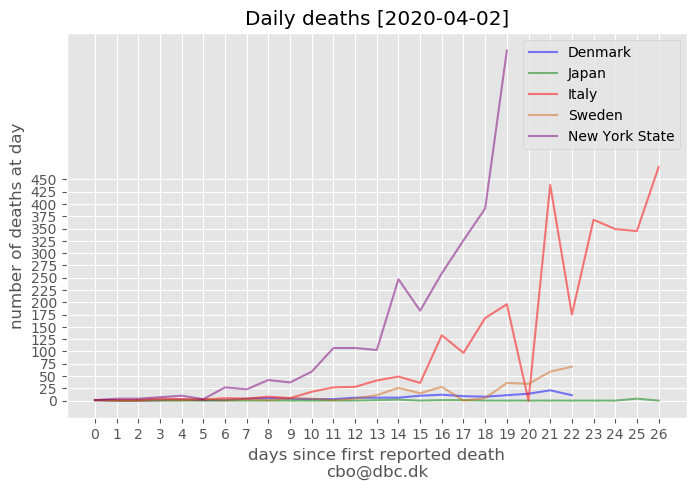 Daily deaths [2020-04-02]
Denmark
Japan
Italy
Sweden
New York State
number of deaths at day
450
425
400
375
350
325
300
275
250
225
200
175
150
125
100
75
50
25
0
0 1 2 3 4 5 6 7 8 9 10 11 12 13 14 15 16 17 18 19 20 21 22 23 24 25 26
days since first reported death
cbo@dbc.dk